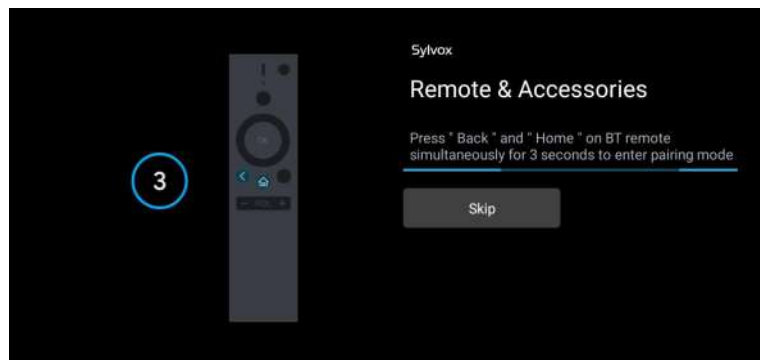 Sylvox
Remote & Accessories
Press " Back " and " Home " on BT remote
simultaneously for 3 seconds to enter pairing mode
3
Skip